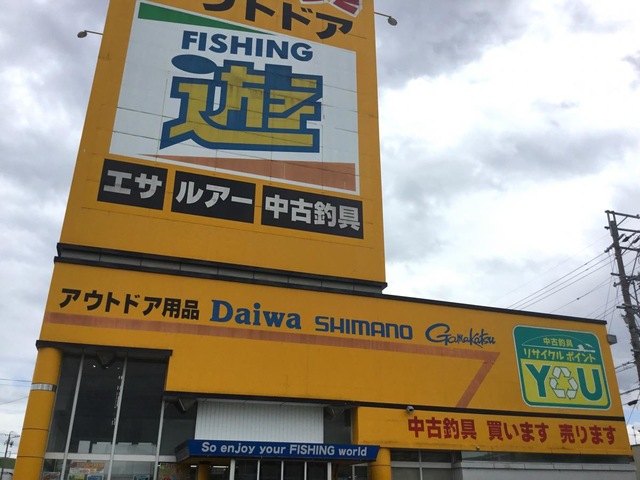 アウトドア
FISHING
遊
エサ ルアー 中古釣具
アウトドア用品 Daiwa SHIMANO Gamakatsu
中古釣具
リサイクルポイント
YOU
中古釣具 買います 売ります
So enjoy your FISHING world